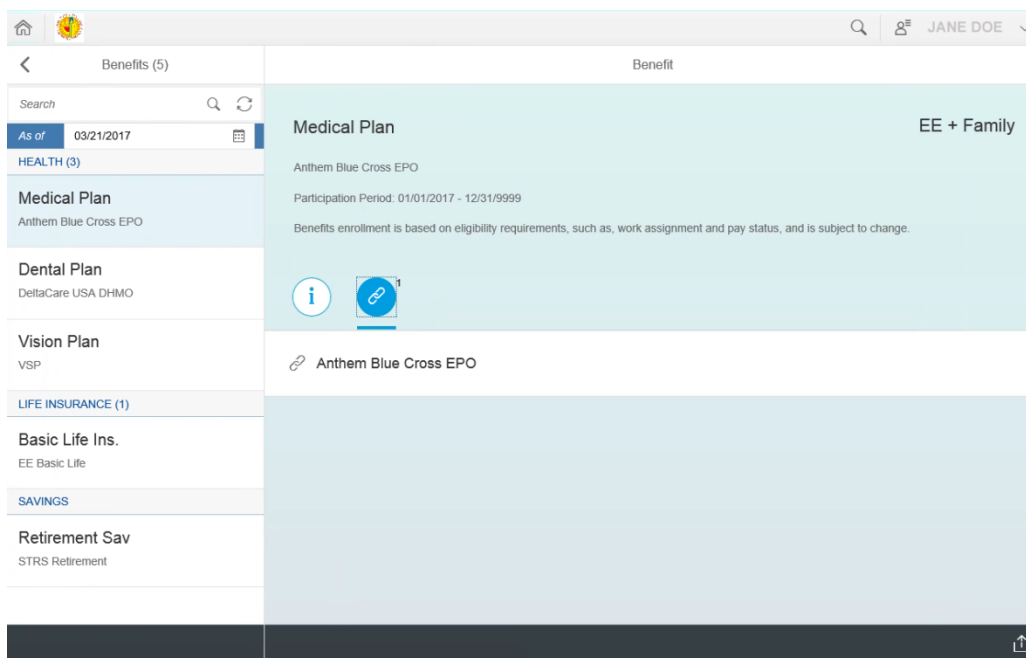 JANE DOE
Benefits (5)
Benefit
Search
As of 03/21/2017
HEALTH (3)
Medical Plan
Anthem Blue Cross EPO
Dental Plan
DeltaCare USA DHMO
Vision Plan
VSP
LIFE INSURANCE (1)
Basic Life Ins.
EE Basic Life
SAVINGS
Retirement Sav
STRS Retirement
Medical Plan
EE + Family
Anthem Blue Cross EPO
Participation Period: 01/01/2017 - 12/31/9999
Benefits enrollment is based on eligibility requirements, such as, work assignment and pay status, and is subject to change.
i
1
Anthem Blue Cross EPO